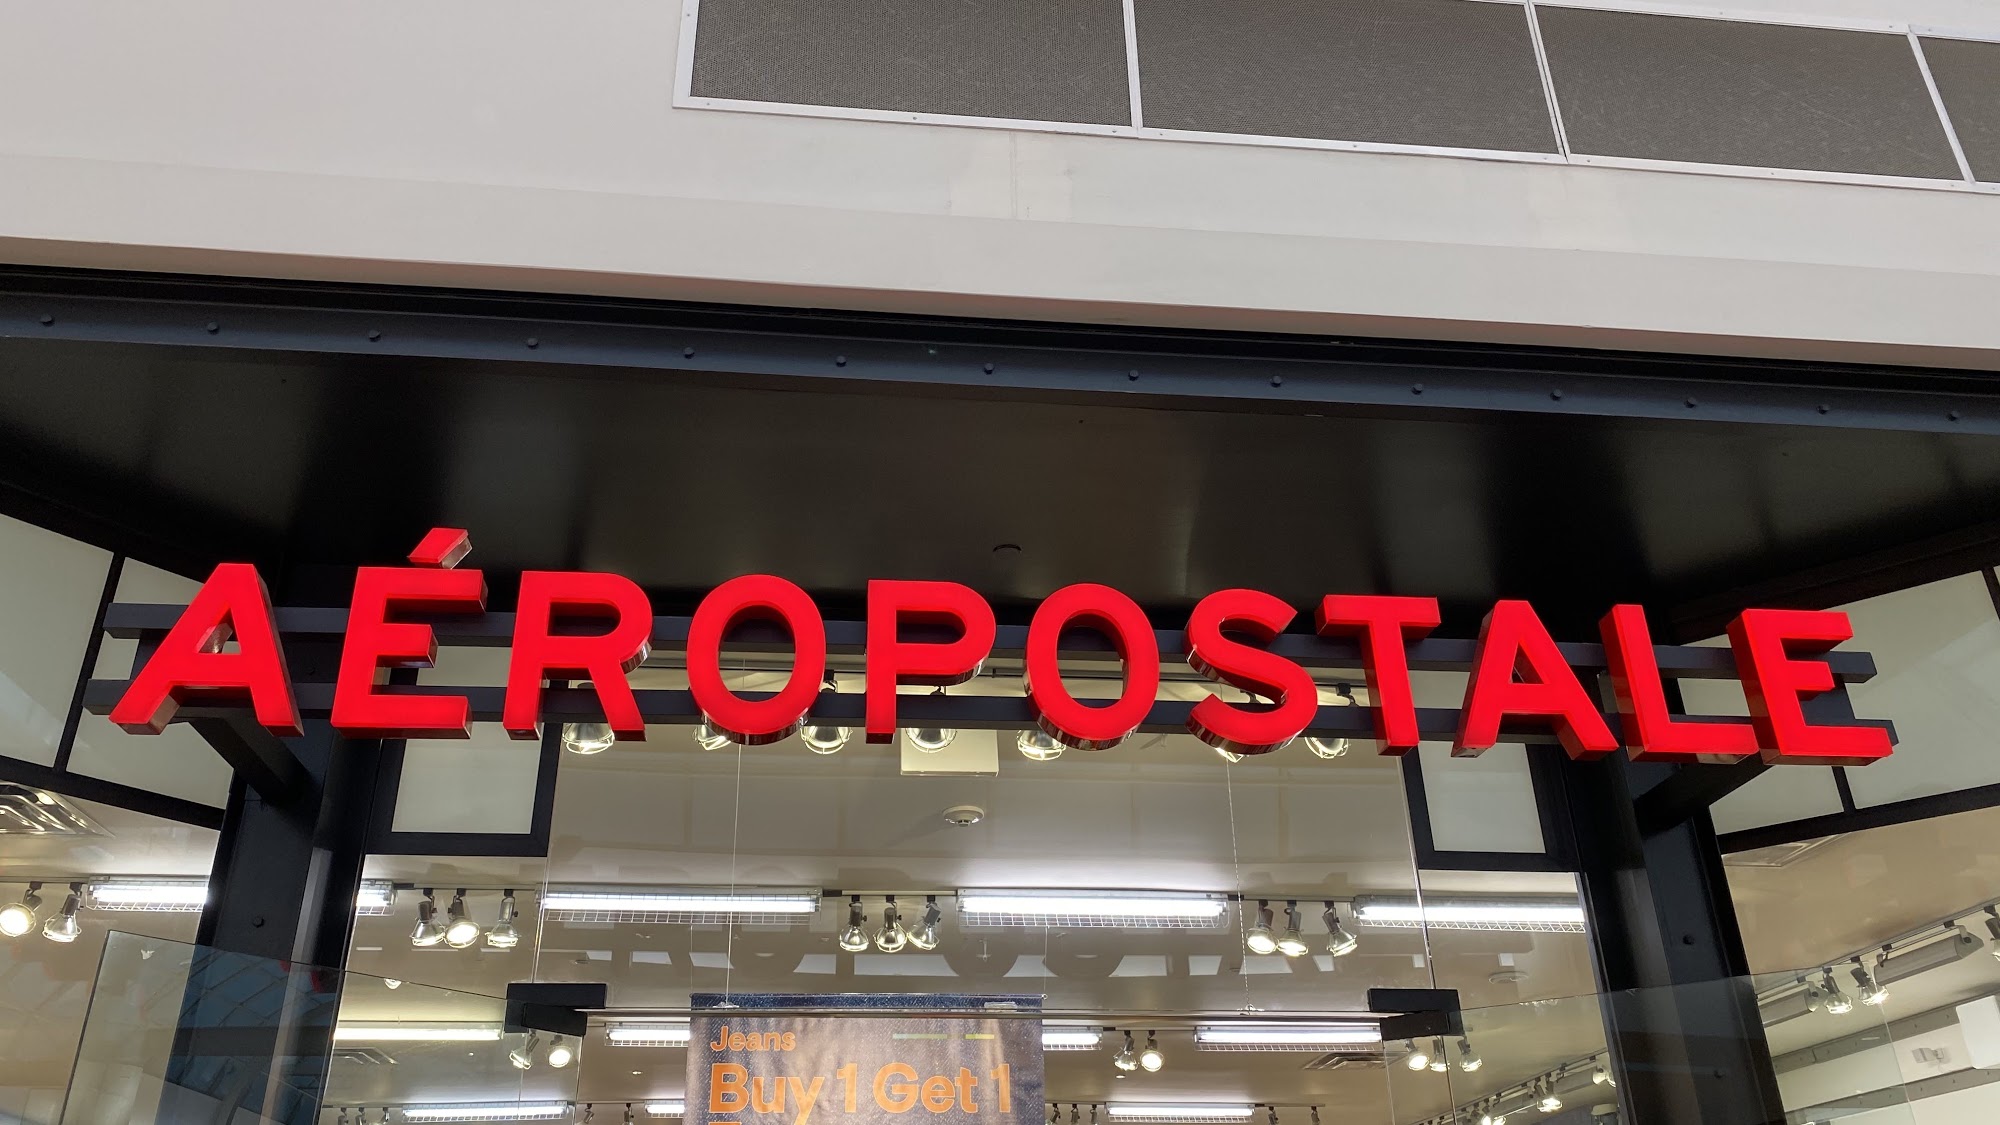 AÉROPOSTALE
Jeans
Buy 1 Get 1